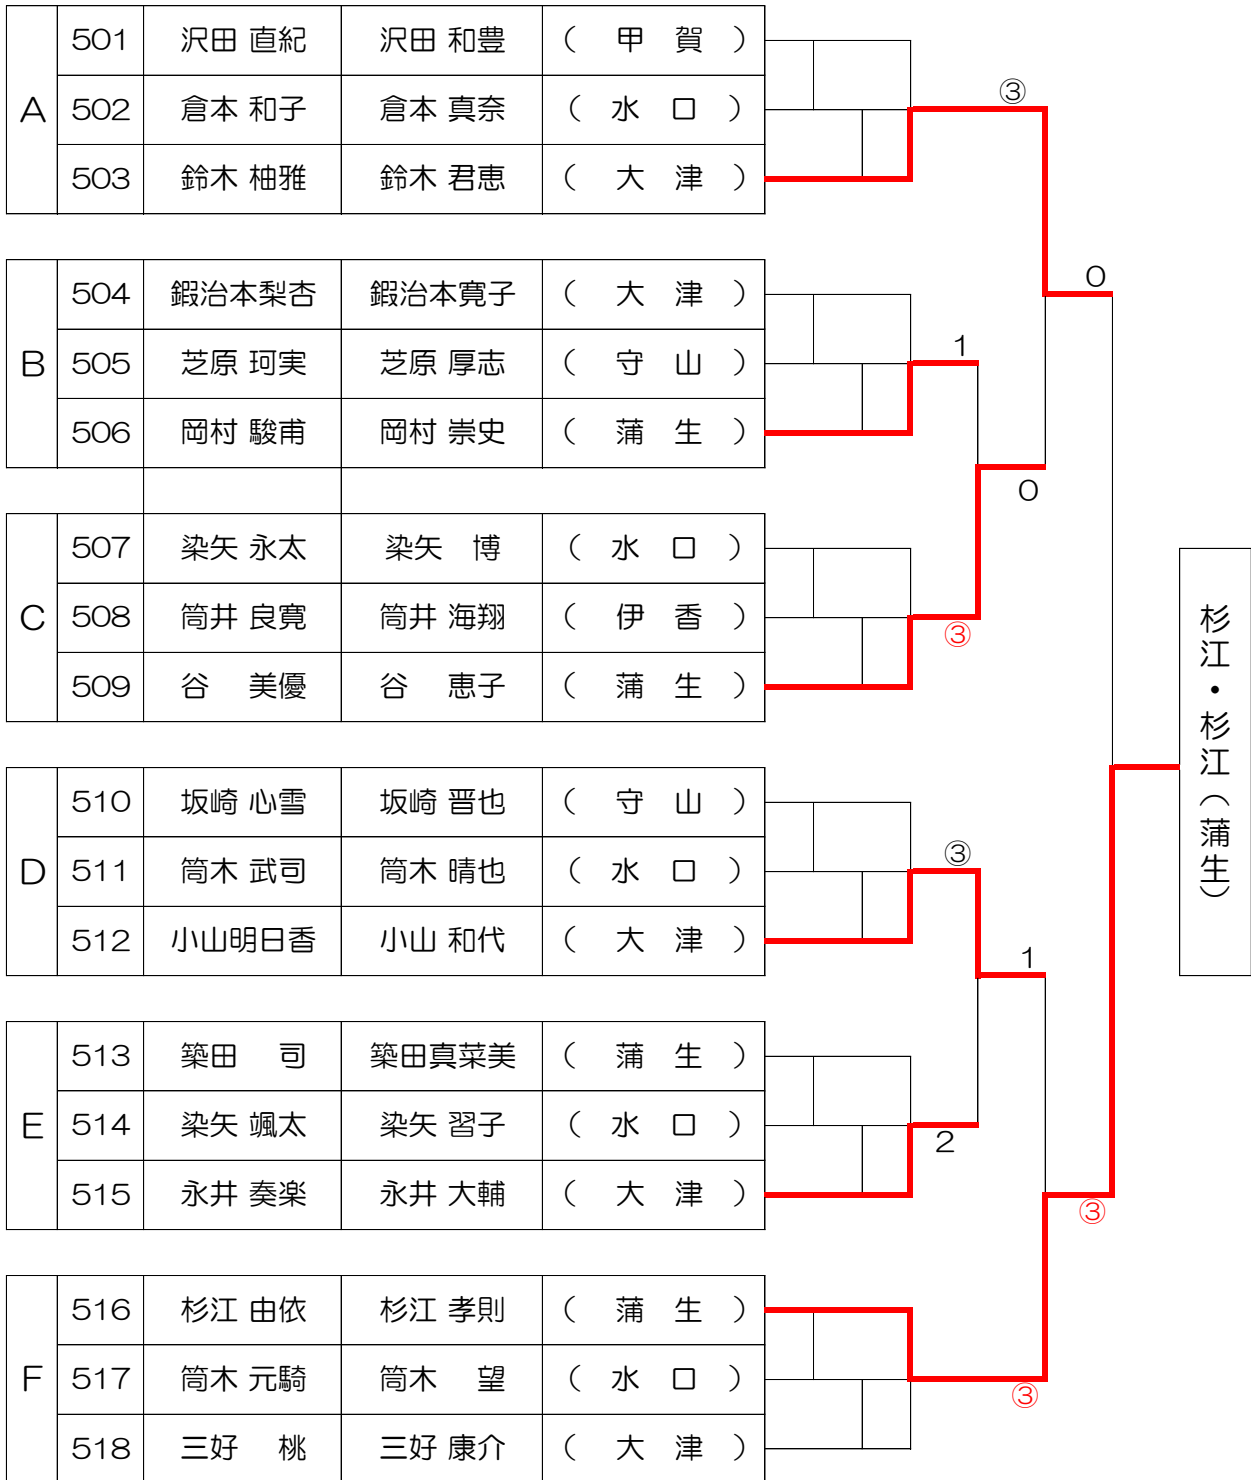 A
501 沢田 直紀 沢田 和豊 ( 甲 賀 )
502 倉本 和子 倉本 真奈 ( 水 口 )
503 鈴木 柚雅 鈴木 君恵 ( 大 津 )
③
B
504 鍜治本梨杏 鍜治本寛子 ( 大 津 )
505 芝原 珂実 芝原 厚志 ( 守 山 )
506 岡村 駿甫 岡村 崇史 ( 蒲 生 )
0
1
0
C
507 染矢 永太 染矢 博 ( 水 口 )
508 筒井 良寛 筒井 海翔 ( 伊 香 )
509 谷 美優 谷 恵子 ( 蒲 生 )
③
杉江・杉江(蒲生)
D
510 坂崎 心雪 坂崎 晋也 ( 守 山 )
511 筒木 武司 筒木 晴也 ( 水 口 )
512 小山明日香 小山 和代 ( 大 津 )
③
1
E
513 築田 司 築田真菜美 ( 蒲 生 )
514 染矢 颯太 染矢 習子 ( 水 口 )
515 永井 奏楽 永井 大輔 ( 大 津 )
2
③
F
516 杉江 由依 杉江 孝則 ( 蒲 生 )
517 筒木 元騎 筒木 望 ( 水 口 )
518 三好 桃 三好 康介 ( 大 津 )
③